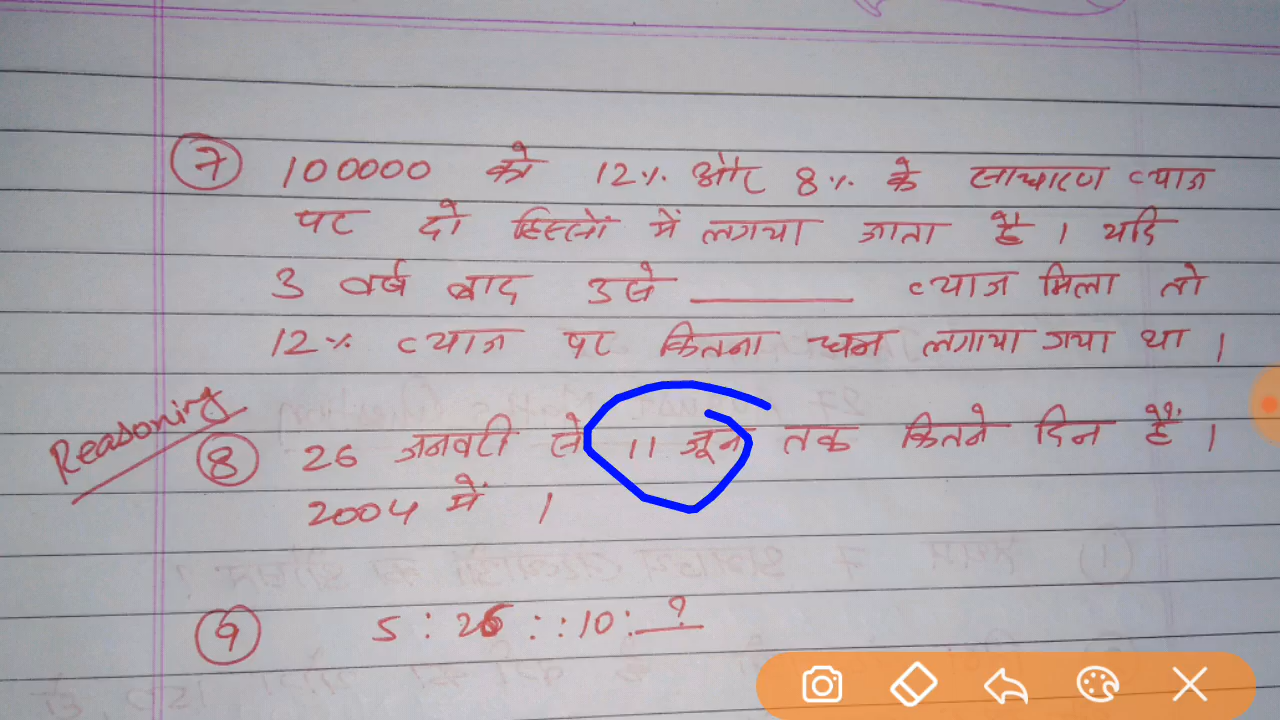 7 100000 को 12% और 8% के साधारण ब्याज
पर दो हिस्सों में लगया जाता है । यदि
3 वर्ष बाद उसे ______ ब्याज मिला तो
12% ब्याज पर कितना धन लगाया गया था ।
Reasoning
8 26 जनवरी से 11 जून तक कितने दिन हैं ।
2004 में ।
9 5 : 26 : : 10 : ?